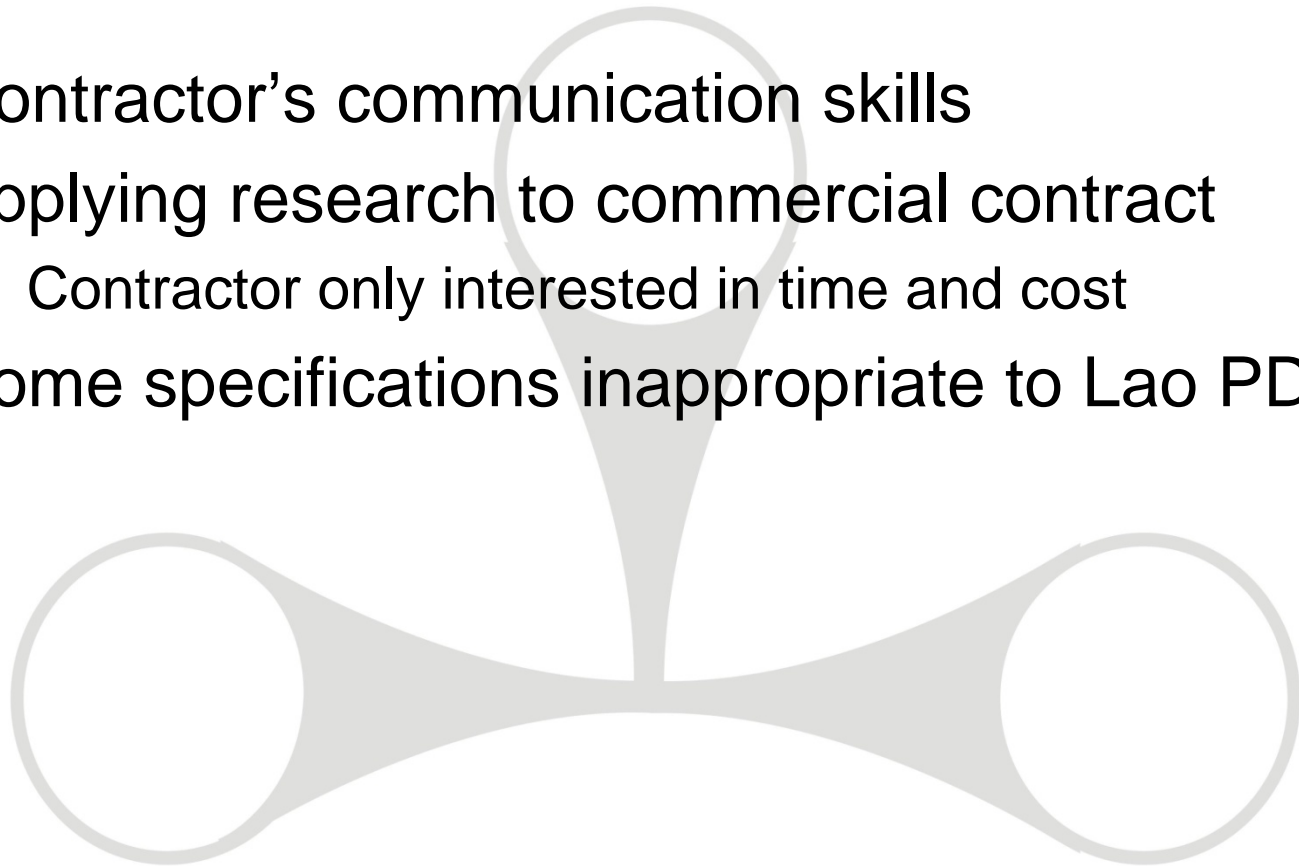 ontractor’s communication skills
pplying research to commercial contract
Contractor only interested in time and cost
ome specifications inappropriate to Lao PD